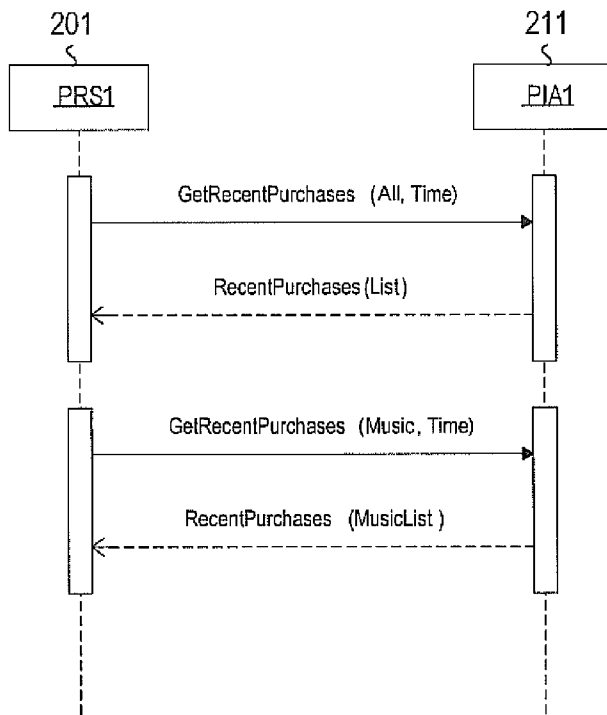 201
211
PRS1
PIA1
GetRecentPurchases (All, Time)
RecentPurchases (List)
GetRecentPurchases (Music, Time)
RecentPurchases (MusicList)